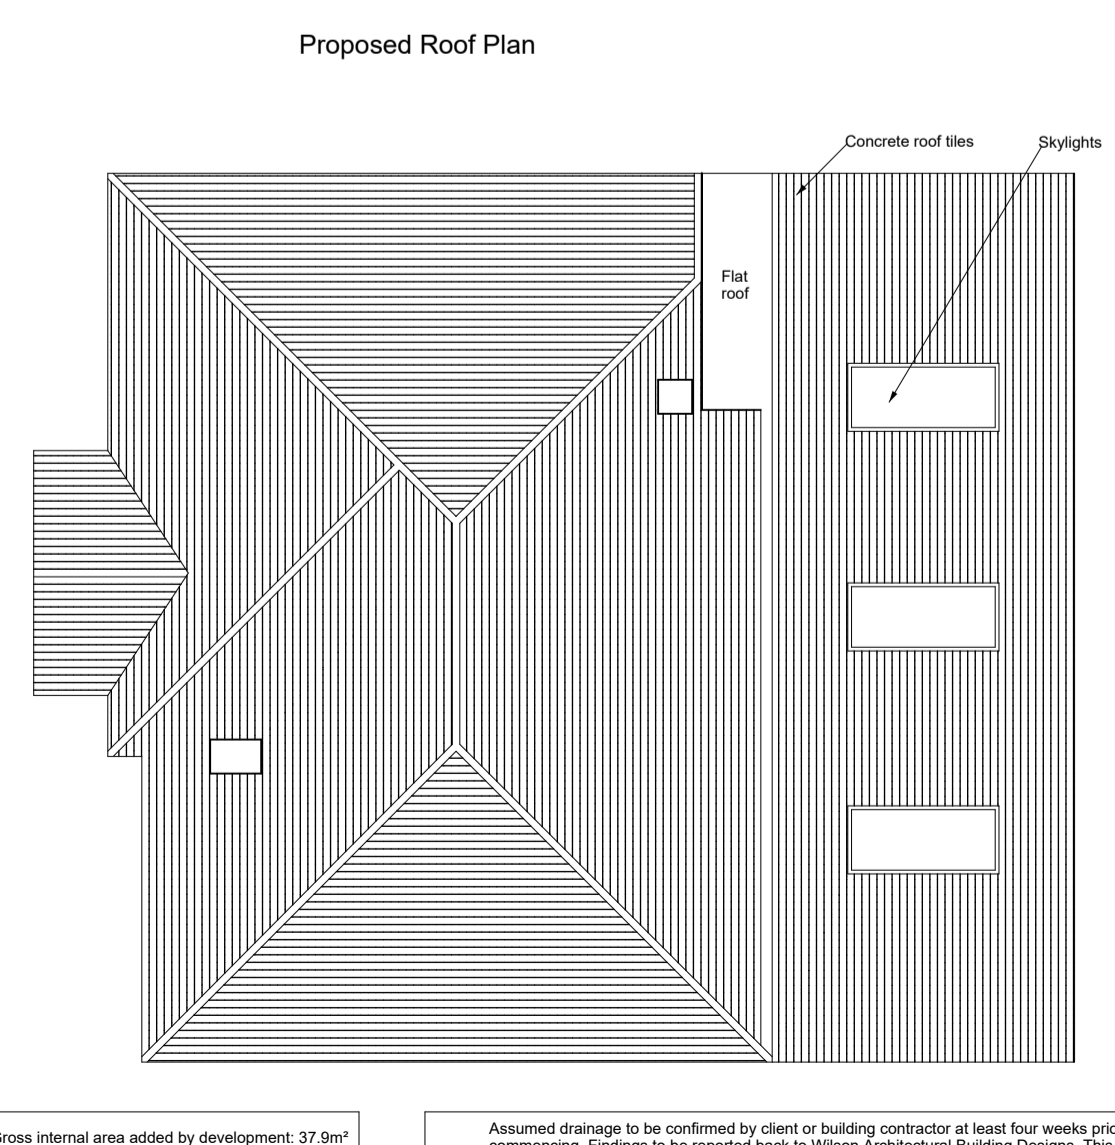 Proposed Roof Plan
Concrete roof tiles
Skylights
Flat
roof
Gross internal area added by development: 37.9m²
Assumed drainage to be confirmed by client or building contractor at least four weeks
commencing. Findings to be reported back to Wilson Architectural Building Designs. This